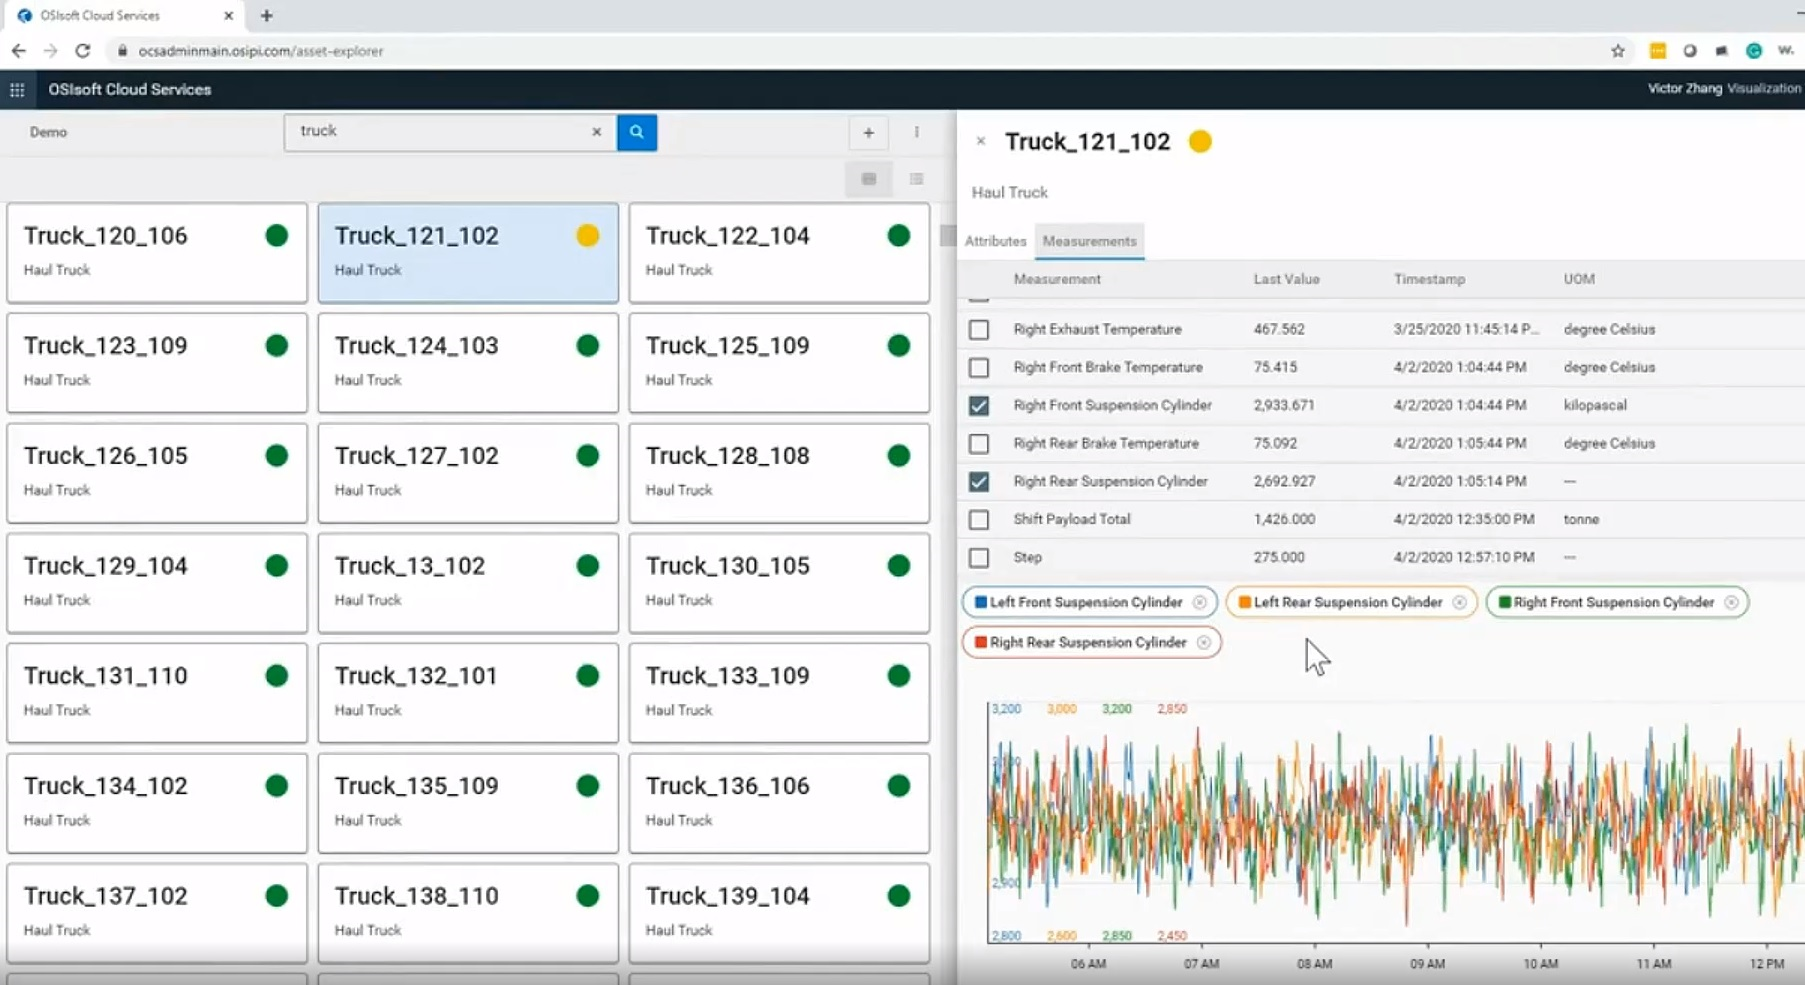 OSIsoft Cloud Services
ocsadminmain.osipi.com/asset-explorer
OSIsoft Cloud Services
Victor Zhang Visualization
Demo
truck
Truck_120_106
Haul Truck
Truck_121_102
Haul Truck
Truck_122_104
Haul Truck
Truck_123_109
Haul Truck
Truck_124_103
Haul Truck
Truck_125_109
Haul Truck
Truck_126_105
Haul Truck
Truck_127_102
Haul Truck
Truck_128_108
Haul Truck
Truck_129_104
Haul Truck
Truck_13_102
Haul Truck
Truck_130_105
Haul Truck
Truck_131_110
Haul Truck
Truck_132_101
Haul Truck
Truck_133_109
Haul Truck
Truck_134_102
Haul Truck
Truck_135_109
Haul Truck
Truck_136_106
Haul Truck
Truck_137_102
Haul Truck
Truck_138_110
Haul Truck
Truck_139_104
Haul Truck
Truck_121_102
Haul Truck
Attributes Measurements
Measurement Last Value Timestamp UOM
Right Exhaust Temperature 467.562 3/25/2020 11:45:14 P... degree Celsius
Right Front Brake Temperature 75.415 4/2/2020 1:04:44 PM degree Celsius
Right Front Suspension Cylinder 2,933.671 4/2/2020 1:04:44 PM kilopascal
Right Rear Brake Temperature 75.092 4/2/2020 1:05:44 PM degree Celsius
Right Rear Suspension Cylinder 2,692.927 4/2/2020 1:05:14 PM —
Shift Payload Total 1,426.000 4/2/2020 12:35:00 PM tonne
Step 275.000 4/2/2020 12:57:10 PM —
Left Front Suspension Cylinder Left Rear Suspension Cylinder Right Front Suspension Cylinder
Right Rear Suspension Cylinder
3,200 3,000 3,200 2,850
2,900
2,800 2,600 2,850 2,450
06 AM 07 AM 08 AM 09 AM 10 AM 11 AM 12 PM